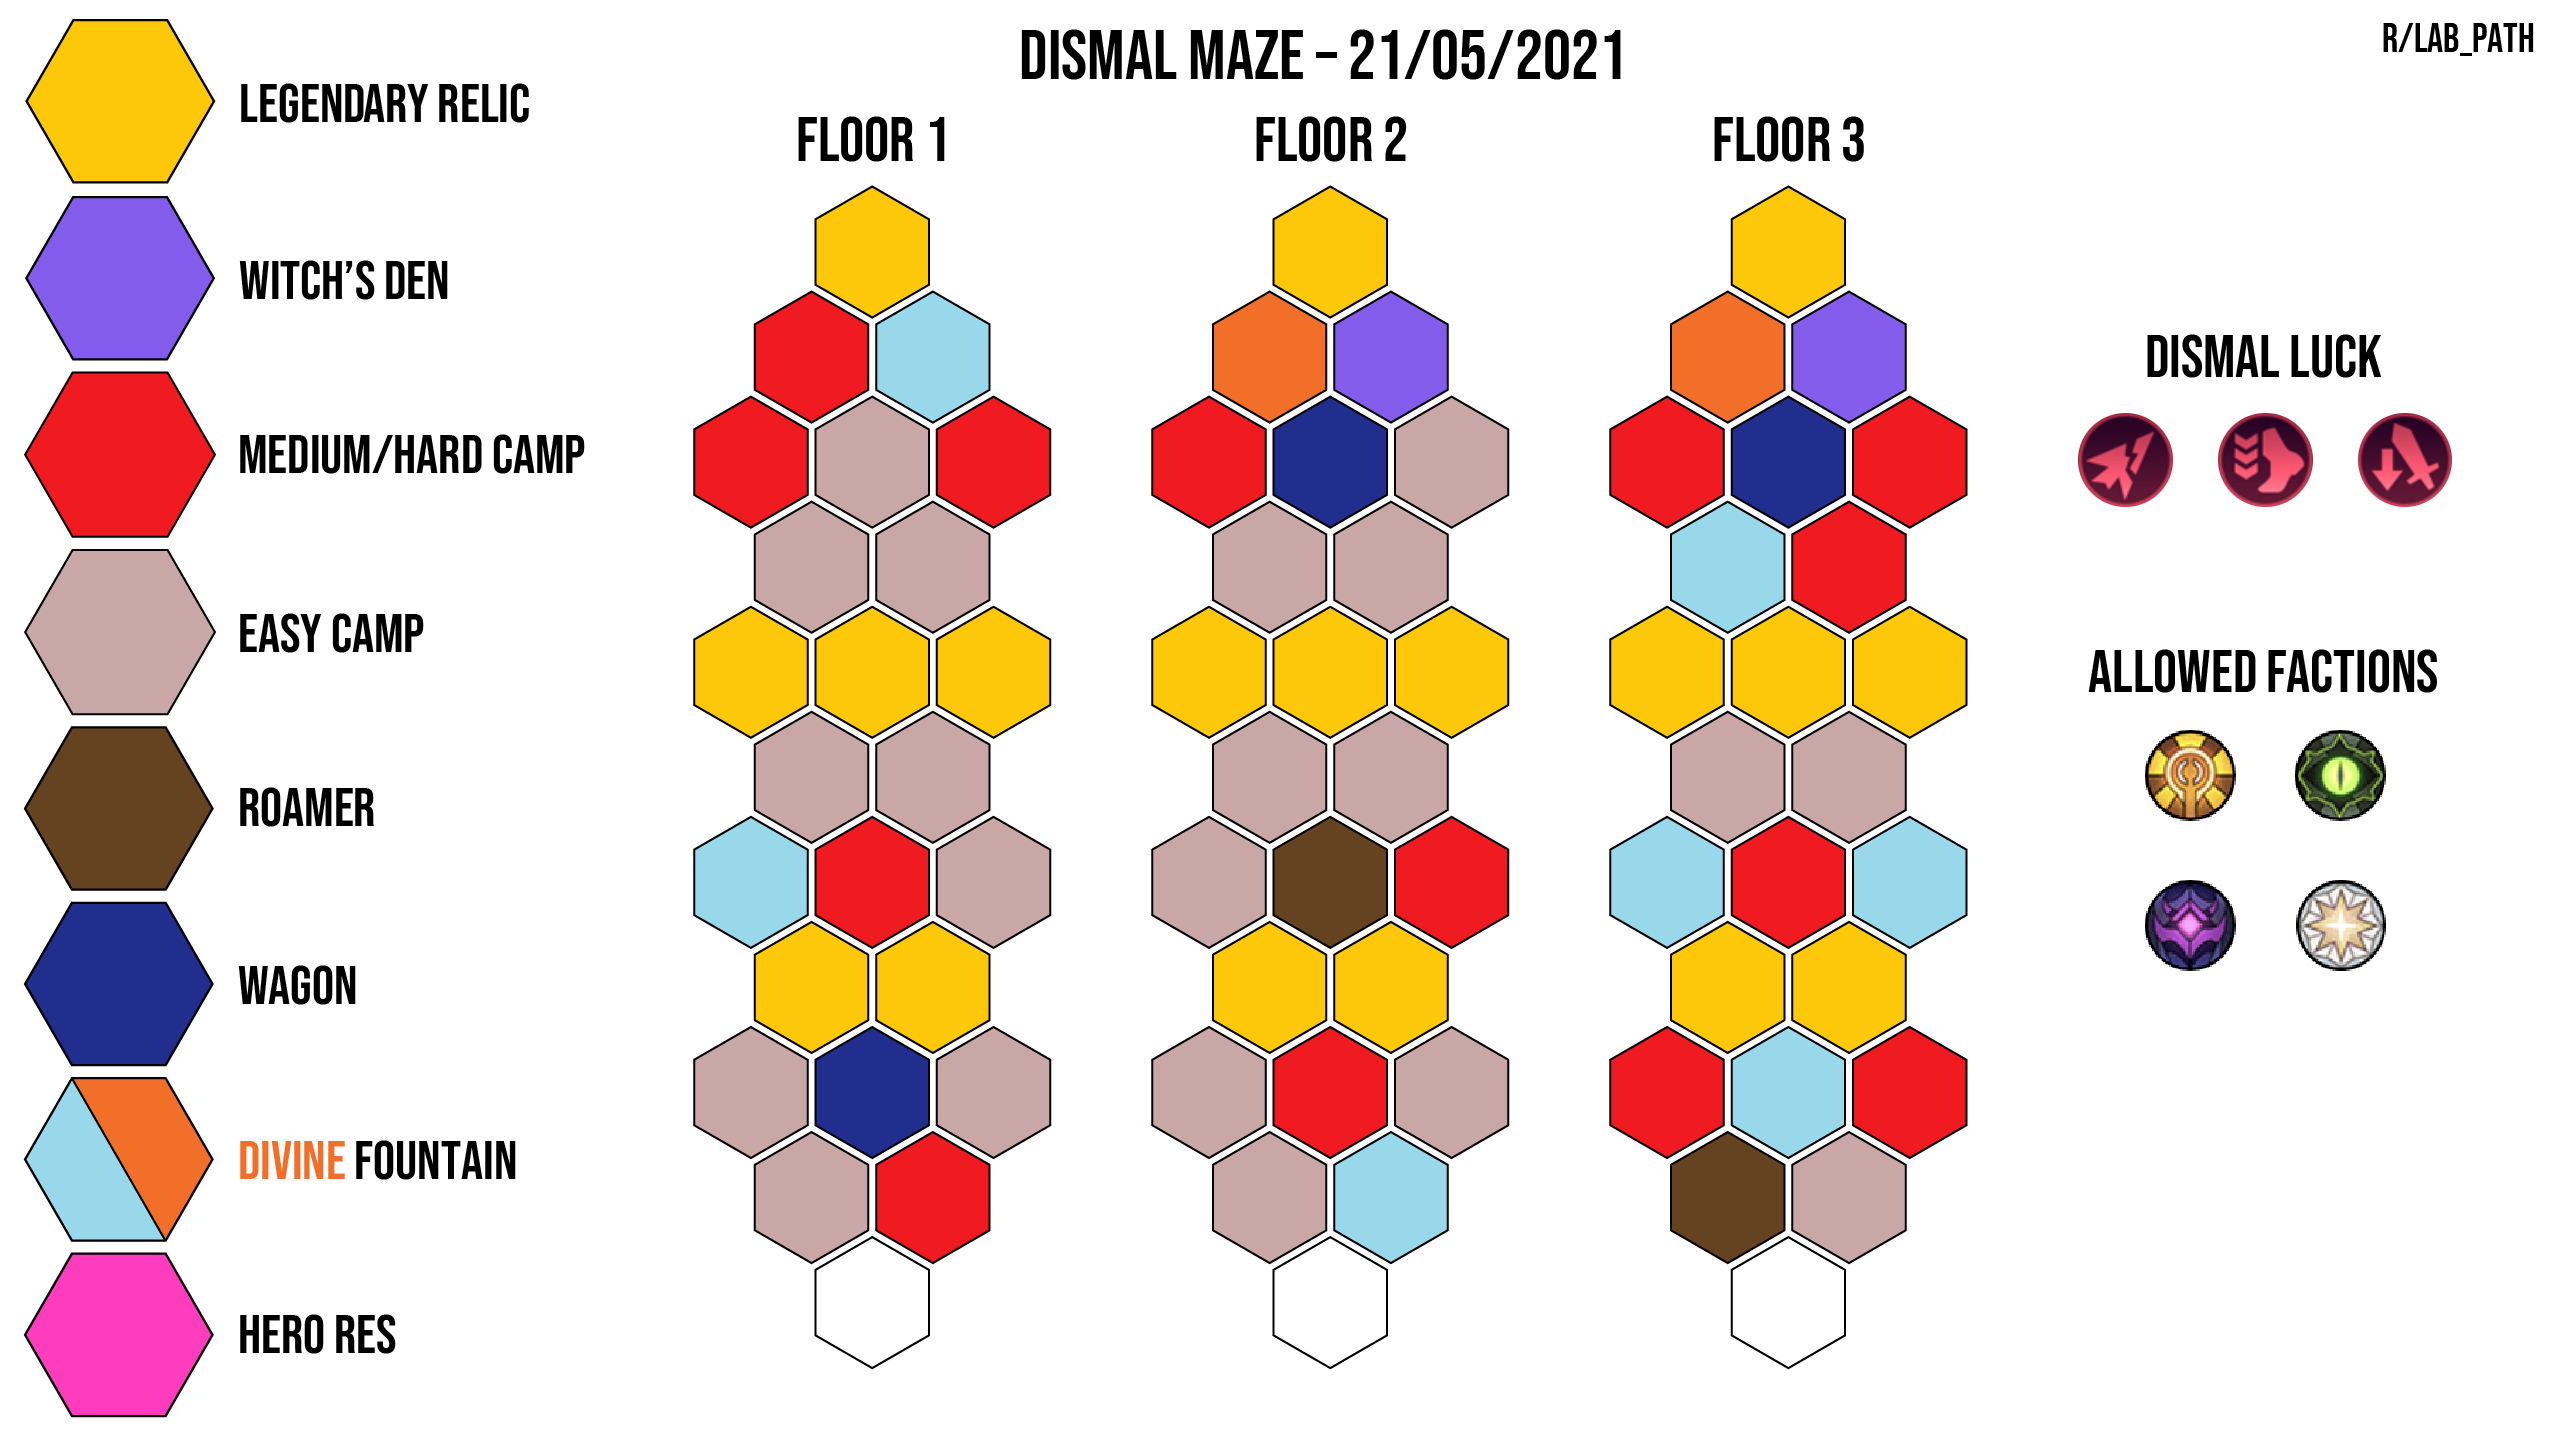 DISMAL MAZE – 21/05/2021
R/LAB_PATH
LEGENDARY RELIC
WITCH'S DEN
MEDIUM/HARD CAMP
EASY CAMP
ROAMER
WAGON
DIVINE FOUNTAIN
HERO RES
FLOOR 1
FLOOR 2
FLOOR 3
DISMAL LUCK
ALLOWED FACTIONS